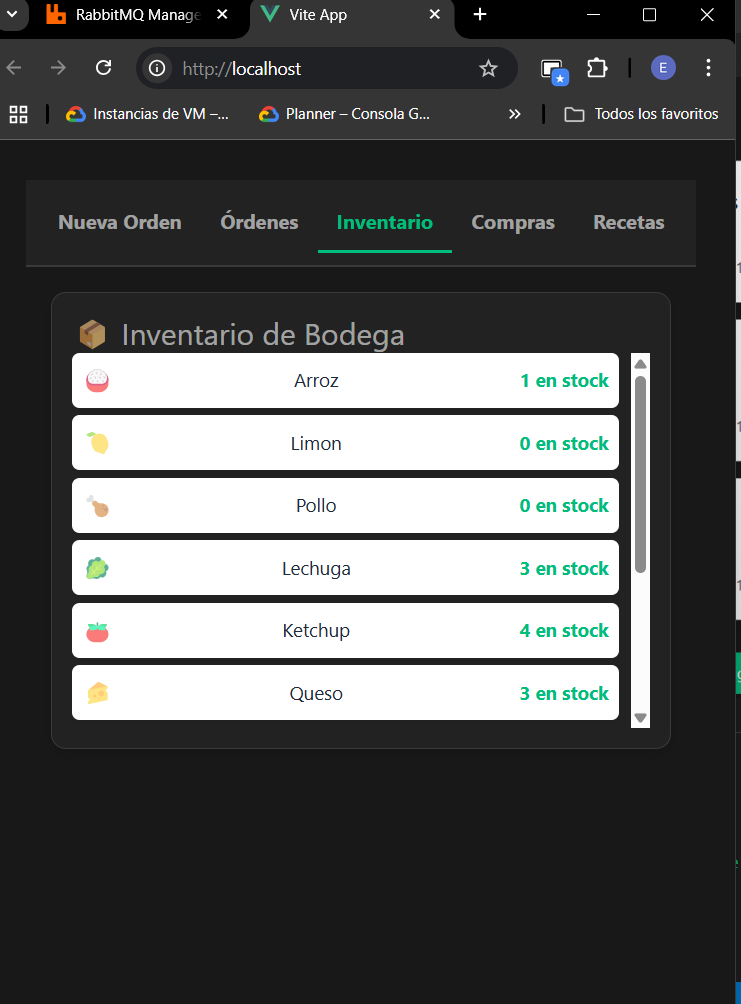 RabbitMQ Manage
Vite App
http://localhost
E
Instancias de VM –...
Planner – Consola G...
Todos los favoritos
Nueva Orden
Órdenes
Inventario
Compras
Recetas
Inventario de Bodega
Arroz 1 en stock
Limon 0 en stock
Pollo 0 en stock
Lechuga 3 en stock
Ketchup 4 en stock
Queso 3 en stock